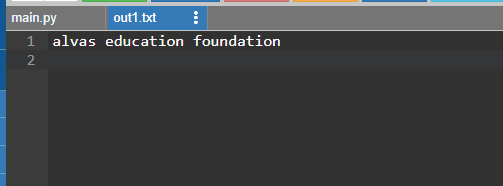 main.py
out1.txt
1 alvas education foundation
2